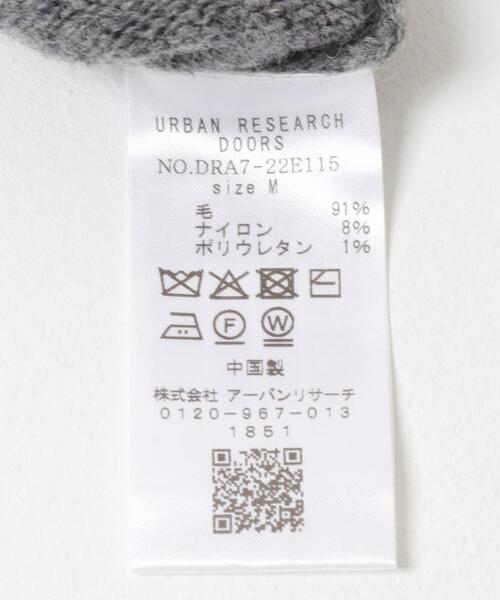 URBAN RESEARCH
DOORS
NO.DRA7-22E115
size M
毛 91%
ナイロン 8%
ポリウレタン 1%
F W
中国製
株式会社 アーバンリサーチ
0120-967-013
1851